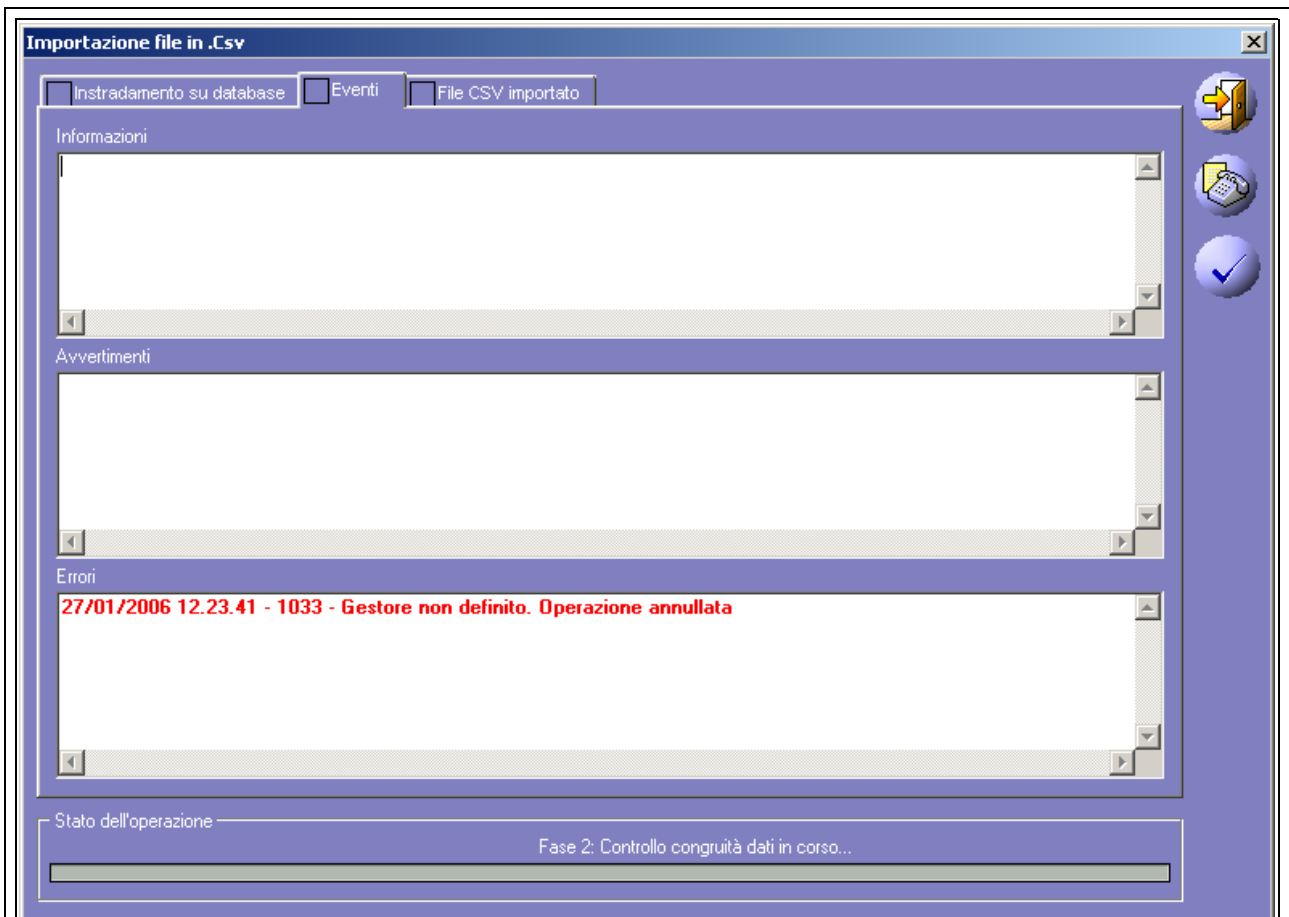 Importazione file in .Csv
Instradamento su database
Eventi
File CSV importato
Informazioni
Avvertimenti
Errori
27/01/2006 12.23.41 - 1033 - Gestore non definito. Operazione annullata
Stato dell'operazione
Fase 2: Controllo congruità dati in corso...